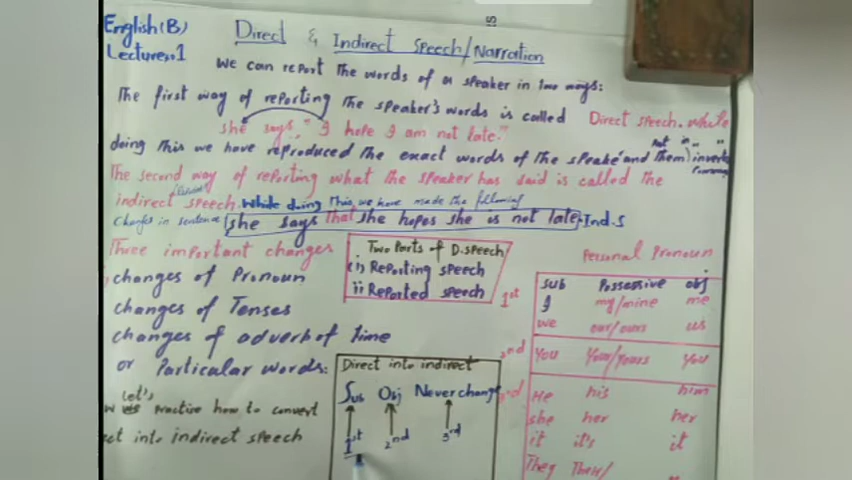 English(B)
Lecture:1
Direct & Indirect Speech/Narration
We can report the words of a speaker in two ways:
The first way of reporting the speaker's words is called Direct speech. while
she says, "I hope I am not late."
doing this we have reproduced the exact words of the speaker and put them in inverted
The second way of reporting what the speaker has said is called the
indirect speech. While doing this we have made the following
changes in sentence she says that she hopes she is not late. Ind.S
Three important changes
changes of Pronoun
changes of Tenses
changes of adverb of time
or Particular words:
Let's
practice how to convert
into indirect speech
Two Parts of D.speech
(i) Reporting speech
ii Reported speech
Direct into indirect
Sub Obj Never change
1st 2nd 3rd
Personal Pronoun
Sub Possessive obj
1st
I my/mine me
we our/ours us
2nd You Your/Yours You
3rd He his him
she her her
it it's it
They Their/